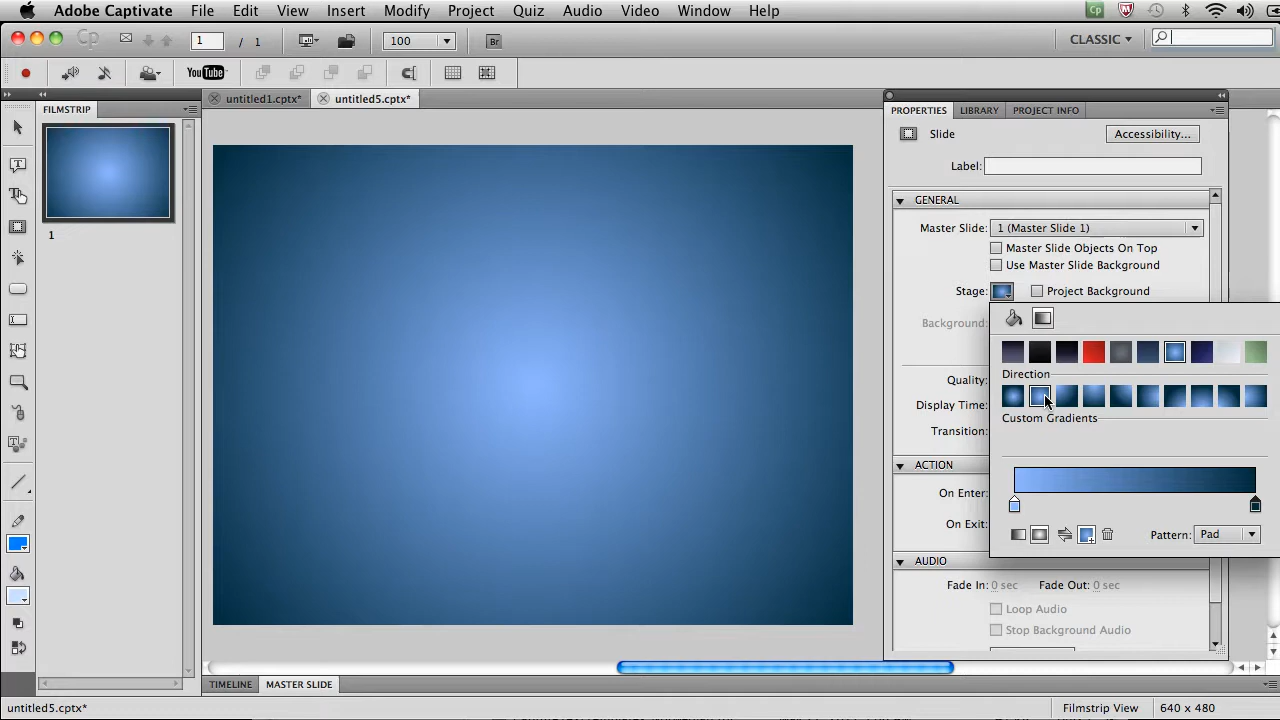 Adobe Captivate File Edit View Insert Modify Project Quiz Audio Video Window Help
Cp 1 / 1 100 Br CLASSIC
YouTube
untitled1.cptx* untitled5.cptx*
FILMSTRIP
1
PROPERTIES LIBRARY PROJECT INFO
Slide Accessibility...
Label:
GENERAL
Master Slide: 1 (Master Slide 1)
Master Slide Objects On Top
Use Master Slide Background
Stage: Project Background
Background:
Direction
Quality:
Display Time:
Custom Gradients
Transition:
ACTION
On Enter:
On Exit:
Pattern: Pad
AUDIO
Fade In: 0 sec Fade Out: 0 sec
Loop Audio
Stop Background Audio
TIMELINE MASTER SLIDE
untitled5.cptx* Filmstrip View 640 x 480